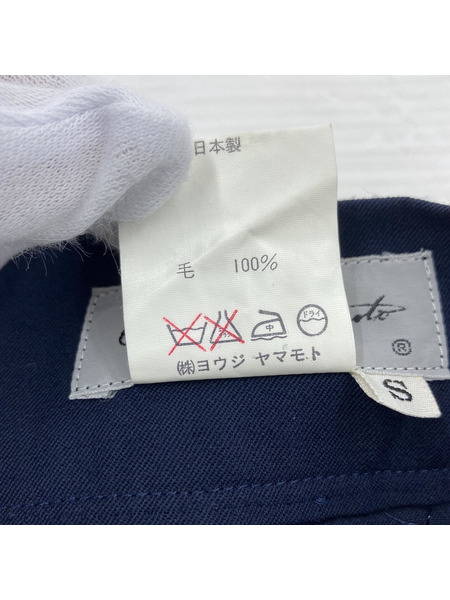 日本製
毛 100%
中
ドライ
㈱ヨウジ ヤマモト
®
S